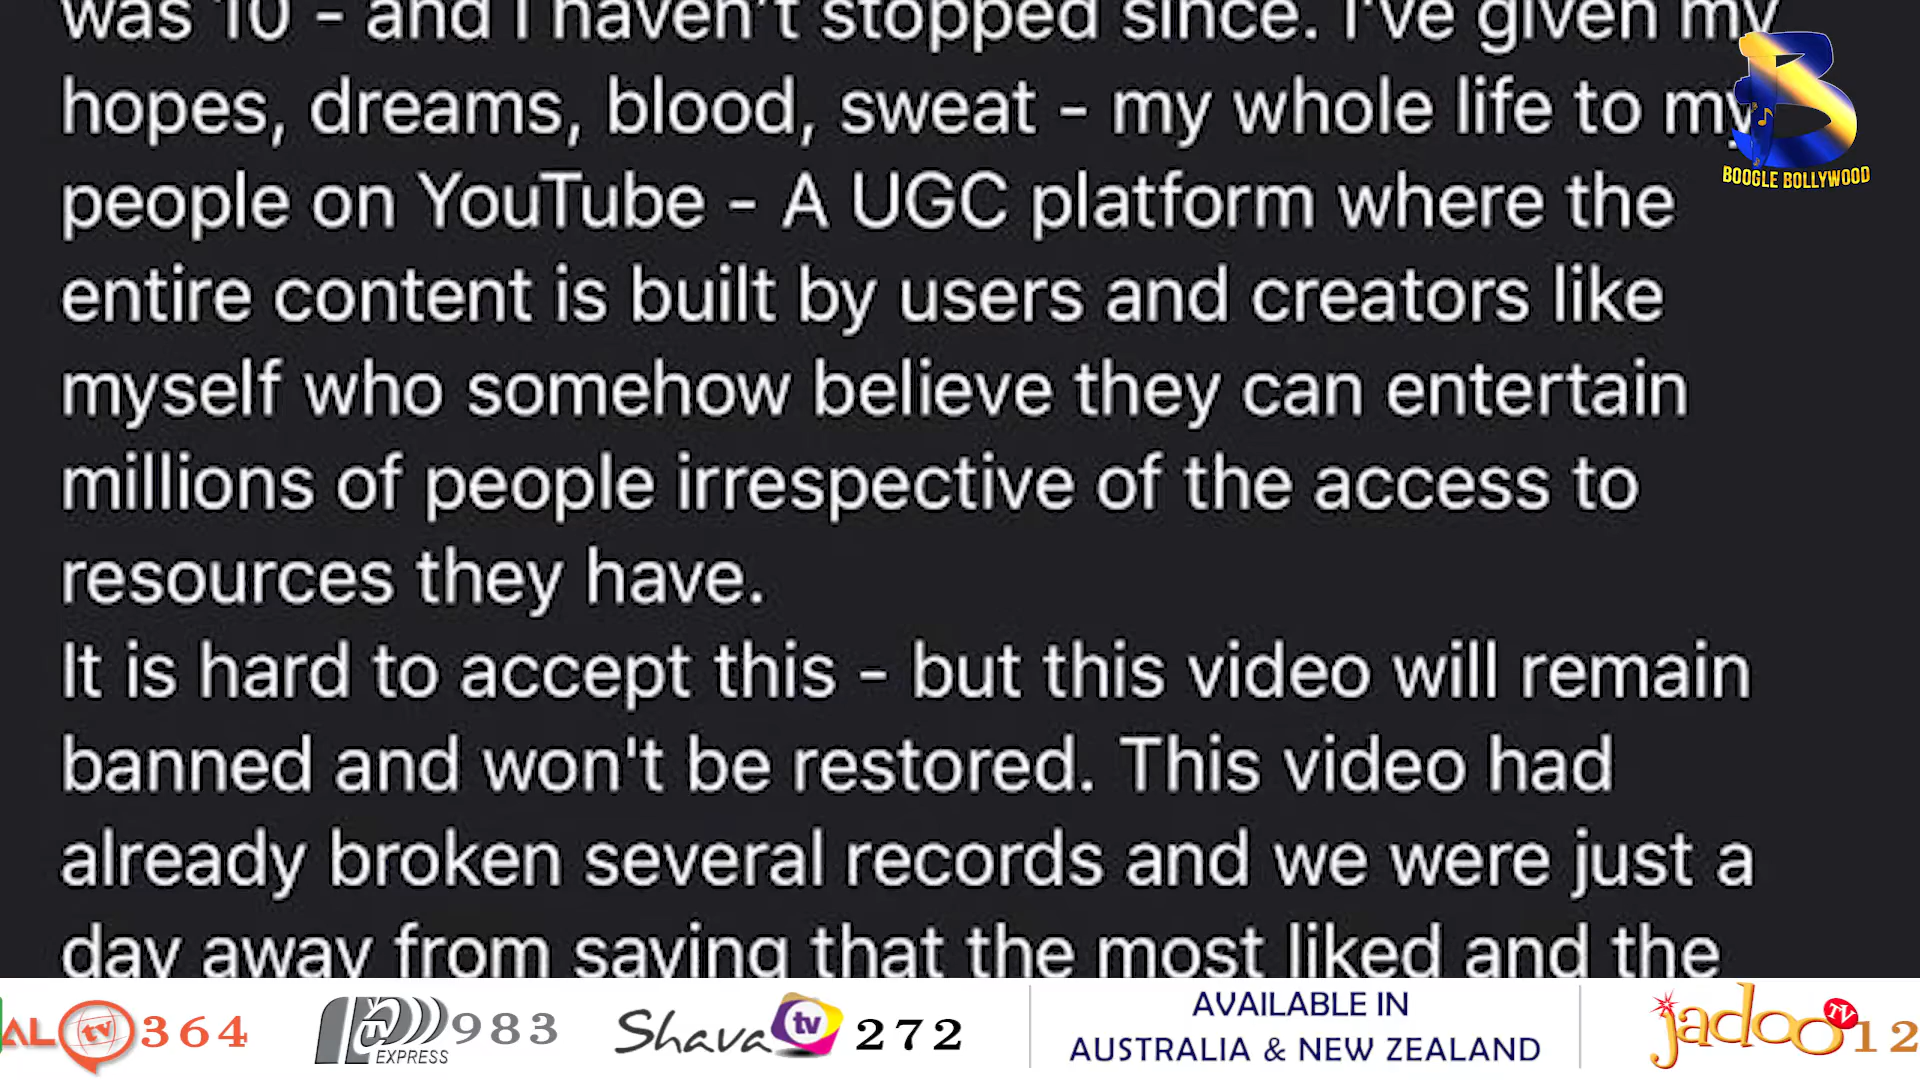 was 10 - and I haven't stopped since. I've given my
hopes, dreams, blood, sweat - my whole life to my
people on YouTube - A UGC platform where the
entire content is built by users and creators like
myself who somehow believe they can entertain
millions of people irrespective of the access to
resources they have.
It is hard to accept this - but this video will remain
banned and won't be restored. This video had
already broken several records and we were just a
day away from saying that the most liked and the
BOOGLE BOLLYWOOD
AL tv 364
EXPRESS 983
Shava tv 272
AVAILABLE IN
AUSTRALIA & NEW ZEALAND
jadoo TV 12